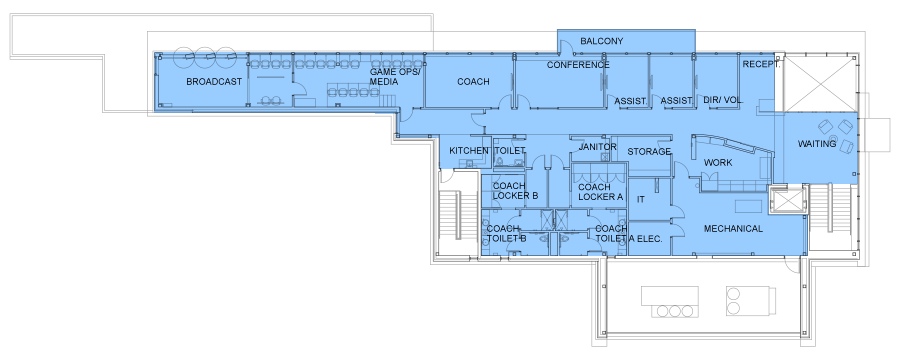 BALCONY
CONFERENCE
RECEPT.
GAME OPS/
MEDIA
BROADCAST
COACH
ASSIST.
ASSIST.
DIR/ VOL.
KITCHEN
TOILET
JANITOR
STORAGE
WORK
WAITING
COACH
LOCKER B
COACH
LOCKER A
IT
COACH
TOILET B
COACH
TOILET A
ELEC.
MECHANICAL